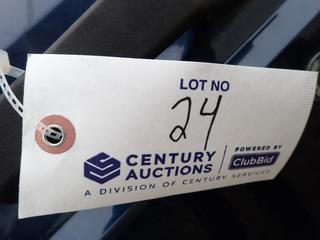 LOT NO
24
CENTURY AUCTIONS
POWERED BY ClubBid
A DIVISION OF CENTURY SERVICES